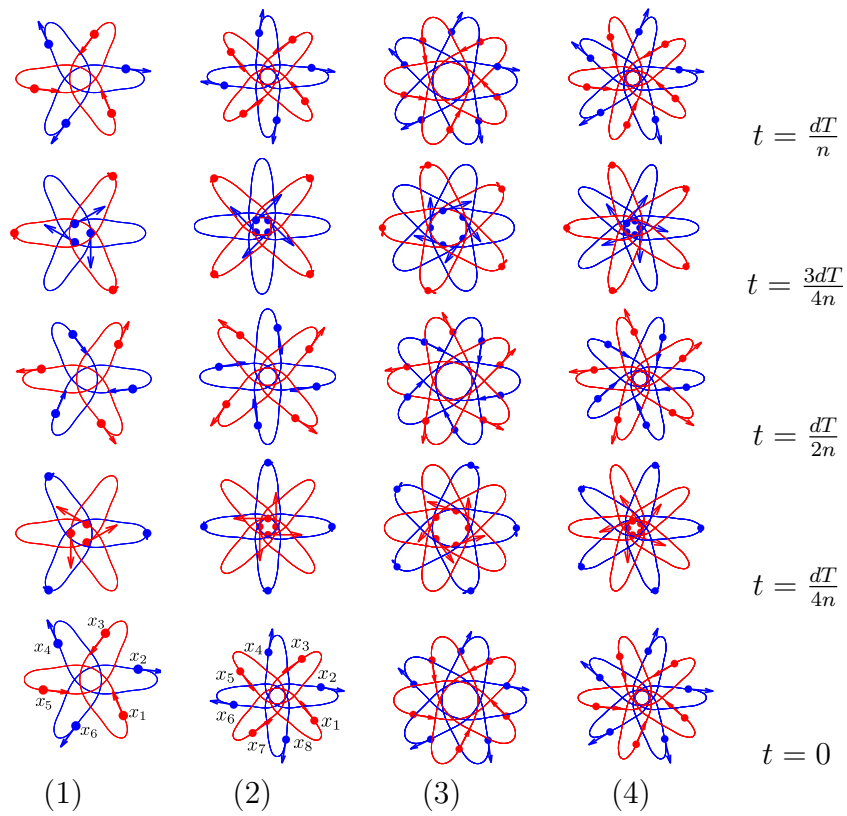 t = dT/n
t = 3dT/4n
t = dT/2n
t = dT/4n
x₃
x₄ x₂
x₅ x₁
x₆
x₄ x₃
x₅ x₂
x₆ x₁
x₇ x₈
t = 0
(1) (2) (3) (4)